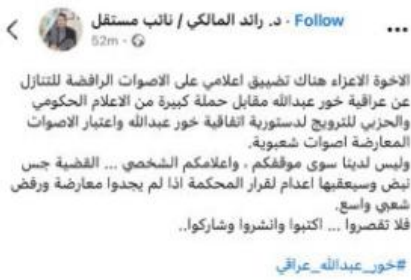 د. رائد المالكي / نائب مستقل · Follow
52m ·
الاخوة الاعزاء هناك تضييق اعلامي على الاصوات الرافضة للتنازل
عن عراقية خور عبدالله مقابل حملة كبيرة من الاعلام الحكومي
والحزبي للترويج لدستورية اتفاقية خور عبدالله واعتبار الاصوات
المعارضة اصوات شعبوية.
وليس لدينا سوى موقفكم ، واعلامكم الشخصي ... القضية جس
نبض وسيعقبها اعدام لقرار المحكمة اذا لم يجدوا معارضة ورفض
شعبي واسع.
فلا تقصروا ... اكتبوا وانشروا وشاركوا..
#خور_عبدالله_عراقي